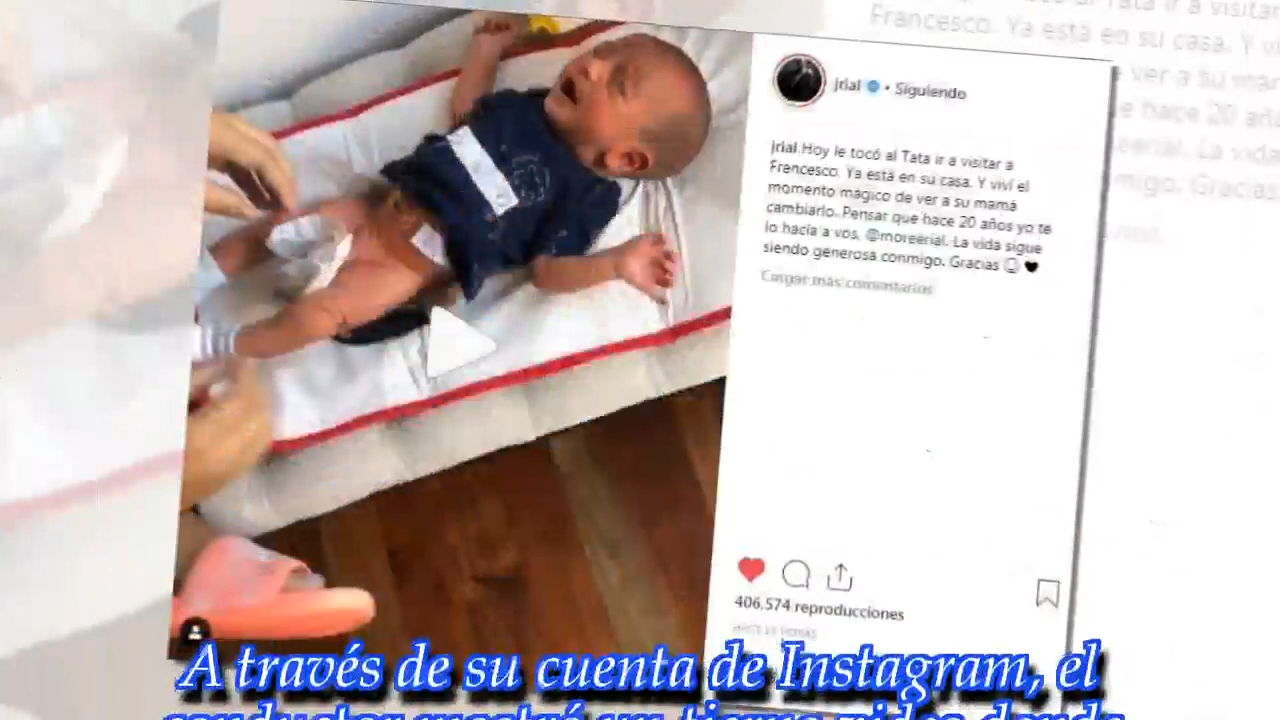 Jrial • Siguiendo
Jrial Hoy le tocó al Tata ir a visitar a
Francesco. Ya está en su casa. Y viví el
momento mágico de ver a su mamá
cambiarlo. Pensar que hace 20 años yo te
lo hacía a vos, @moreerial. La vida sigue
siendo generosa conmigo. Gracias
Cargar más comentarios
406.574 reproducciones
A través de su cuenta de Instagram, el